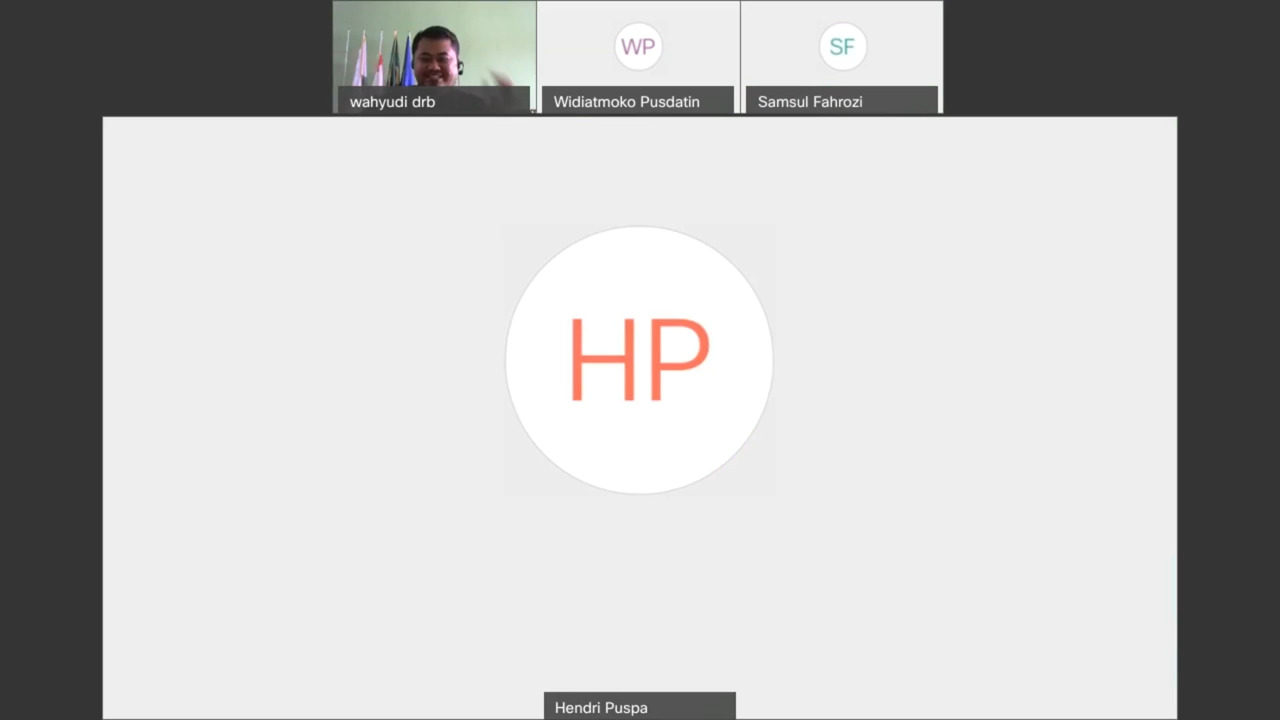 WP
SF
wahyudi drb
Widiatmoko Pusdatin
Samsul Fahrozi
HP
Hendri Puspa